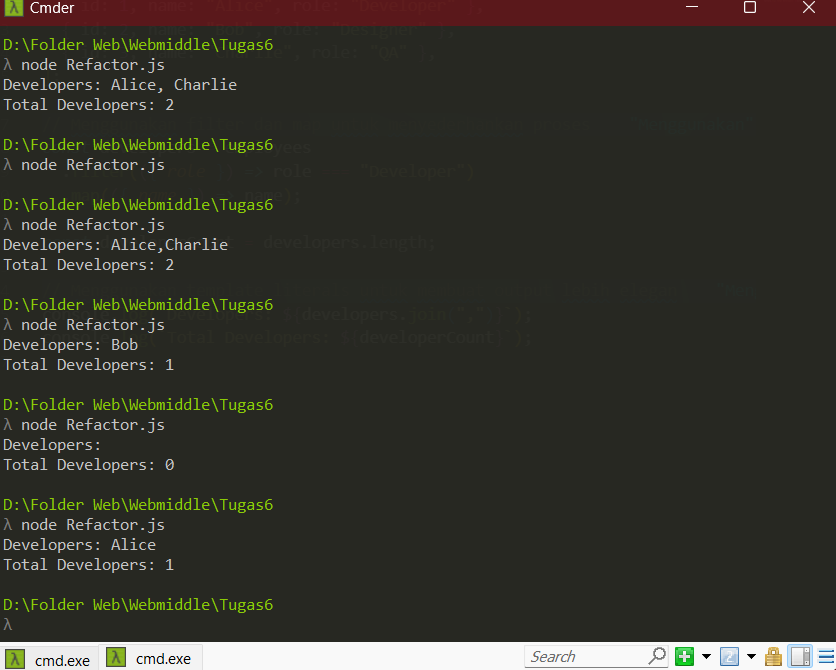 Cmder
D:\Folder Web\Webmiddle\Tugas6
λ node Refactor.js
Developers: Alice, Charlie
Total Developers: 2
D:\Folder Web\Webmiddle\Tugas6
λ node Refactor.js
D:\Folder Web\Webmiddle\Tugas6
λ node Refactor.js
Developers: Alice,Charlie
Total Developers: 2
D:\Folder Web\Webmiddle\Tugas6
λ node Refactor.js
Developers: Bob
Total Developers: 1
D:\Folder Web\Webmiddle\Tugas6
λ node Refactor.js
Developers:
Total Developers: 0
D:\Folder Web\Webmiddle\Tugas6
λ node Refactor.js
Developers: Alice
Total Developers: 1
D:\Folder Web\Webmiddle\Tugas6
λ
cmd.exe
cmd.exe
Search